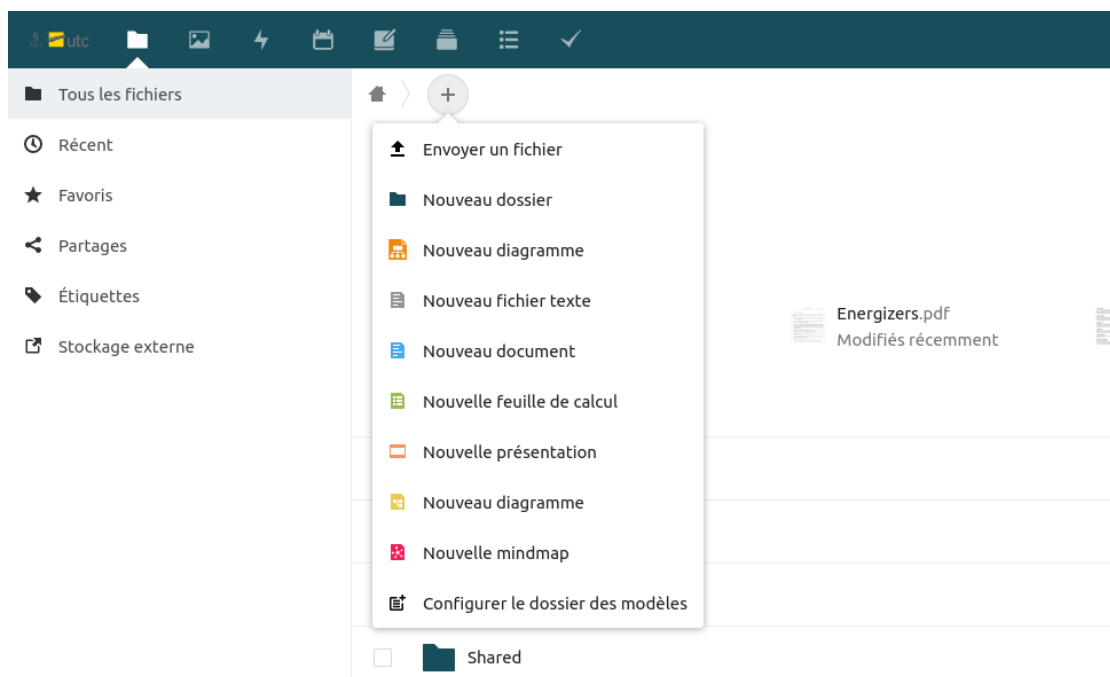 utc
Tous les fichiers
Récent
Favoris
Partages
Étiquettes
Stockage externe
Envoyer un fichier
Nouveau dossier
Nouveau diagramme
Nouveau fichier texte
Nouveau document
Nouvelle feuille de calcul
Nouvelle présentation
Nouveau diagramme
Nouvelle mindmap
Configurer le dossier des modèles
Energizers.pdf
Modifiés récemment
Shared